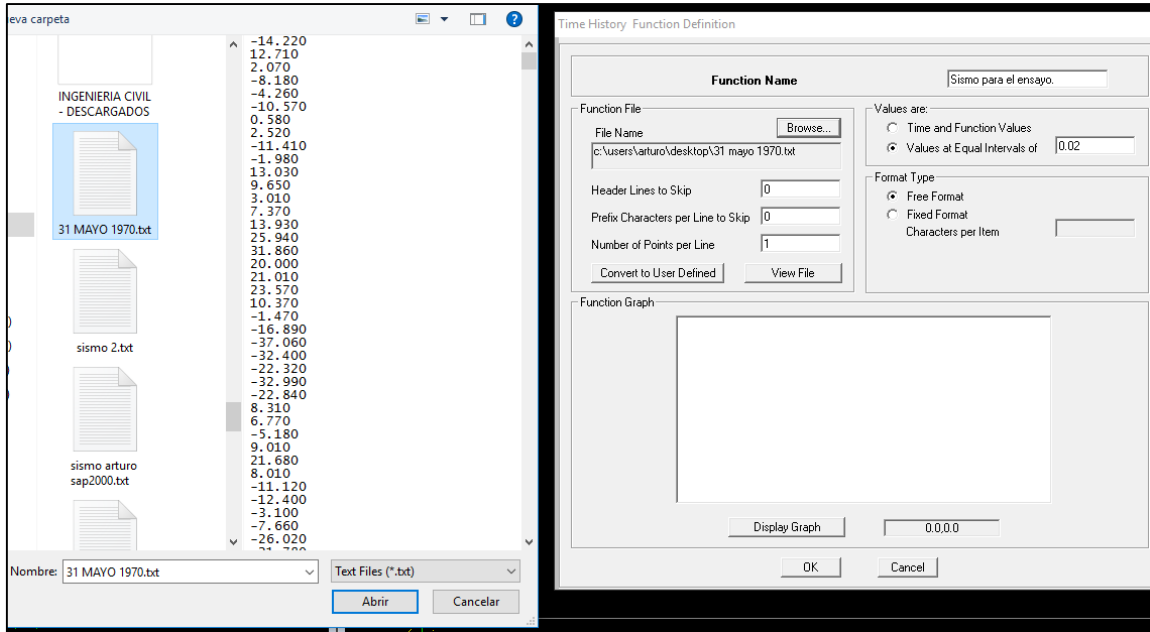 eva carpeta
?
INGENIERIA CIVIL
- DESCARGADOS
31 MAYO 1970.txt
sismo 2.txt
sismo arturo
sap2000.txt
)
)
)
)
-14.220
12.710
2.070
-8.180
-4.260
-10.570
0.580
2.520
-11.410
-1.980
13.030
9.650
3.010
7.370
13.930
25.940
31.860
20.000
21.010
23.570
10.370
-1.470
-16.890
-37.060
-32.400
-22.320
-32.990
-22.840
8.310
6.770
-5.180
9.010
21.680
8.010
-11.120
-12.400
-3.100
-7.660
-26.020
Nombre: 31 MAYO 1970.txt
Text Files (*.txt)
Abrir Cancelar
Time History Function Definition
Function Name Sismo para el ensayo.
Function File
File Name Browse...
c:\users\arturo\desktop\31 mayo 1970.txt
Header Lines to Skip 0
Prefix Characters per Line to Skip 0
Number of Points per Line 1
Convert to User Defined View File
Values are:
Time and Function Values
Values at Equal Intervals of 0.02
Format Type
Free Format
Fixed Format
Characters per Item
Function Graph
Display Graph 0.0,0.0
OK Cancel